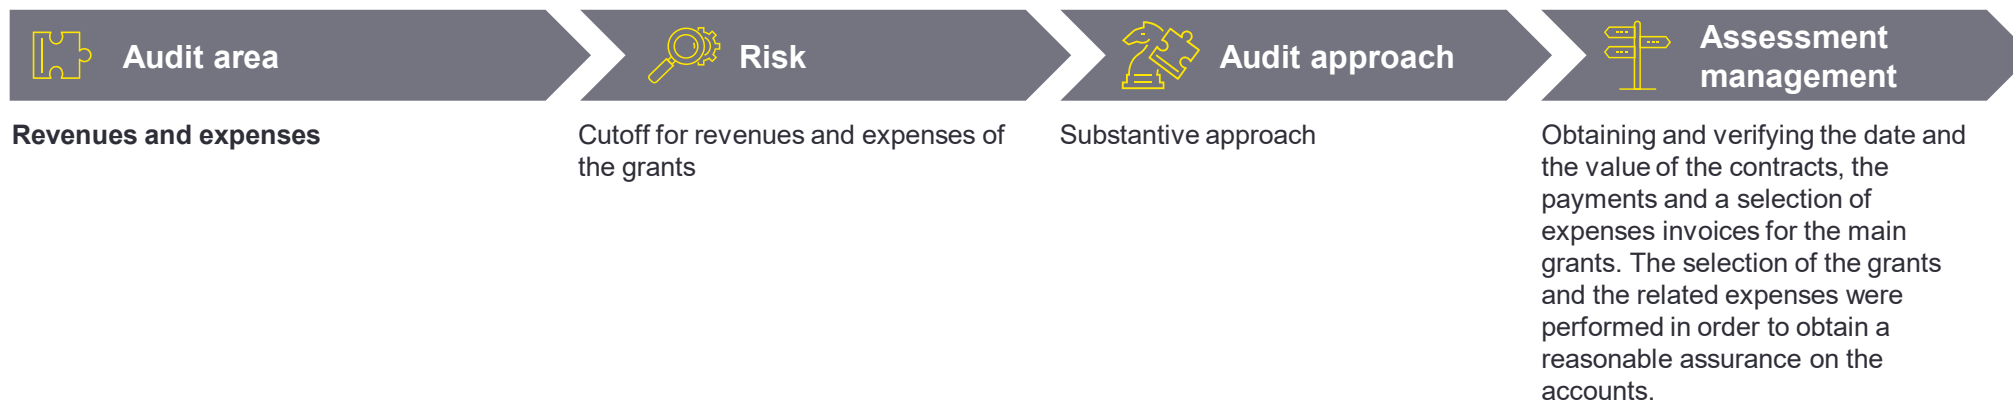 Audit area
Risk
Audit approach
Assessment
management
Revenues and expenses
Cutoff for revenues and expenses of
the grants
Substantive approach
Obtaining and verifying the date and
the value of the contracts, the
payments and a selection of
expenses invoices for the main
grants. The selection of the grants
and the related expenses were
performed in order to obtain a
reasonable assurance on the
accounts.